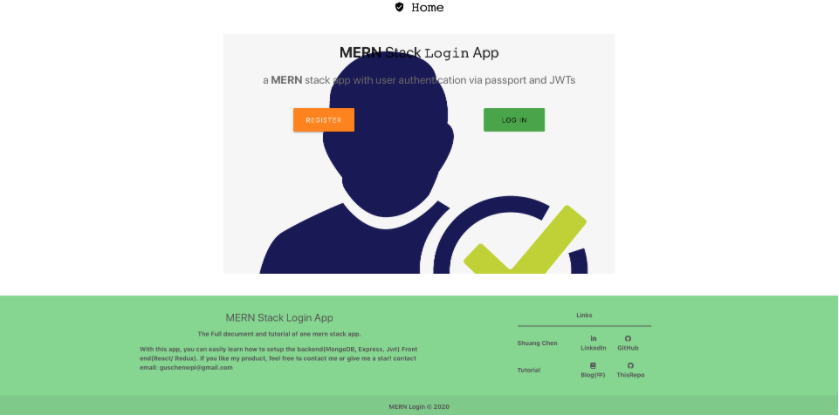 Home
MERN Stack Login App
a MERN stack app with user authentication via passport and JWTs
REGISTER
LOG IN
MERN Stack Login App
The Full document and tutorial of one mern stack app.
With this app, you can easily learn how to setup the backend(MongoDB, Express, Jwt) Front
end(React/ Redux). If you like my product, feel free to contact me or give me a star! contact
email: guschenwpi@gmail.com
Links
Shuang Chen
LinkedIn
GitHub
Tutorial
Blog(中)
ThisRepo
MERN Login © 2020